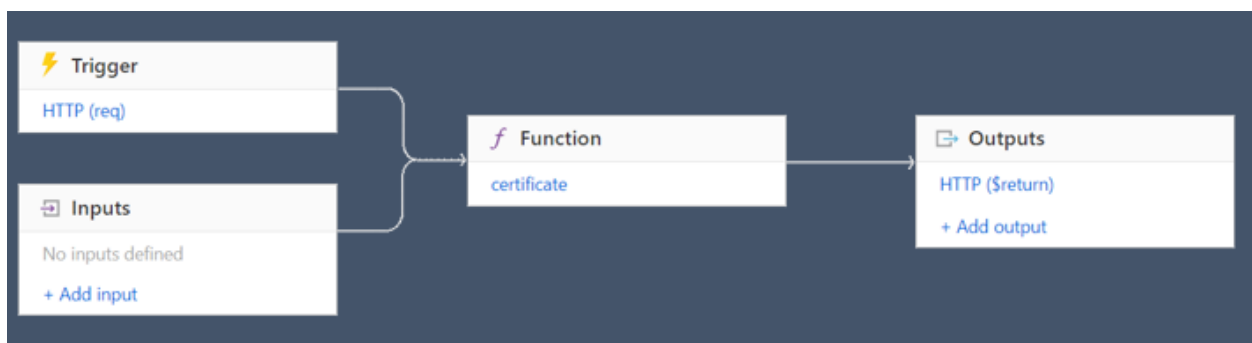 Trigger
HTTP (req)
Inputs
No inputs defined
+ Add input
Function
certificate
Outputs
HTTP ($return)
+ Add output